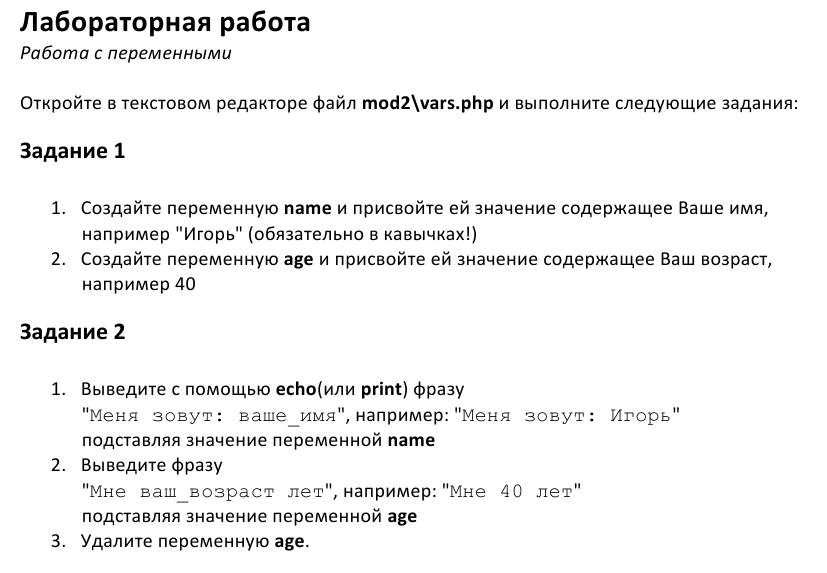 Лабораторная работа
Работа с переменными
Откройте в текстовом редакторе файл mod2\vars.php и выполните следующие задания:
Задание 1
1. Создайте переменную name и присвойте ей значение содержащее Ваше имя,
например "Игорь" (обязательно в кавычках!)
2. Создайте переменную age и присвойте ей значение содержащее Ваш возраст,
например 40
Задание 2
1. Выведите с помощью echo(или print) фразу
"Меня зовут: ваше_имя", например: "Меня зовут: Игорь"
подставляя значение переменной name
2. Выведите фразу
"Мне ваш_возраст лет", например: "Мне 40 лет"
подставляя значение переменной age
3. Удалите переменную age.